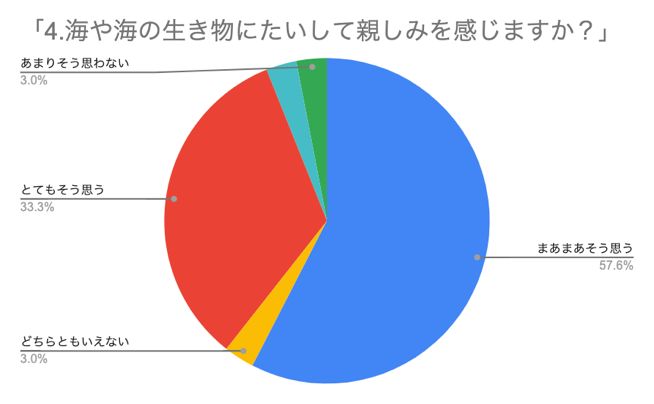 「4.海や海の生き物にたいして親しみを感じますか？」
あまりそう思わない
3.0%
とてもそう思う
33.3%
まあまあそう思う
57.6%
どちらともいえない
3.0%